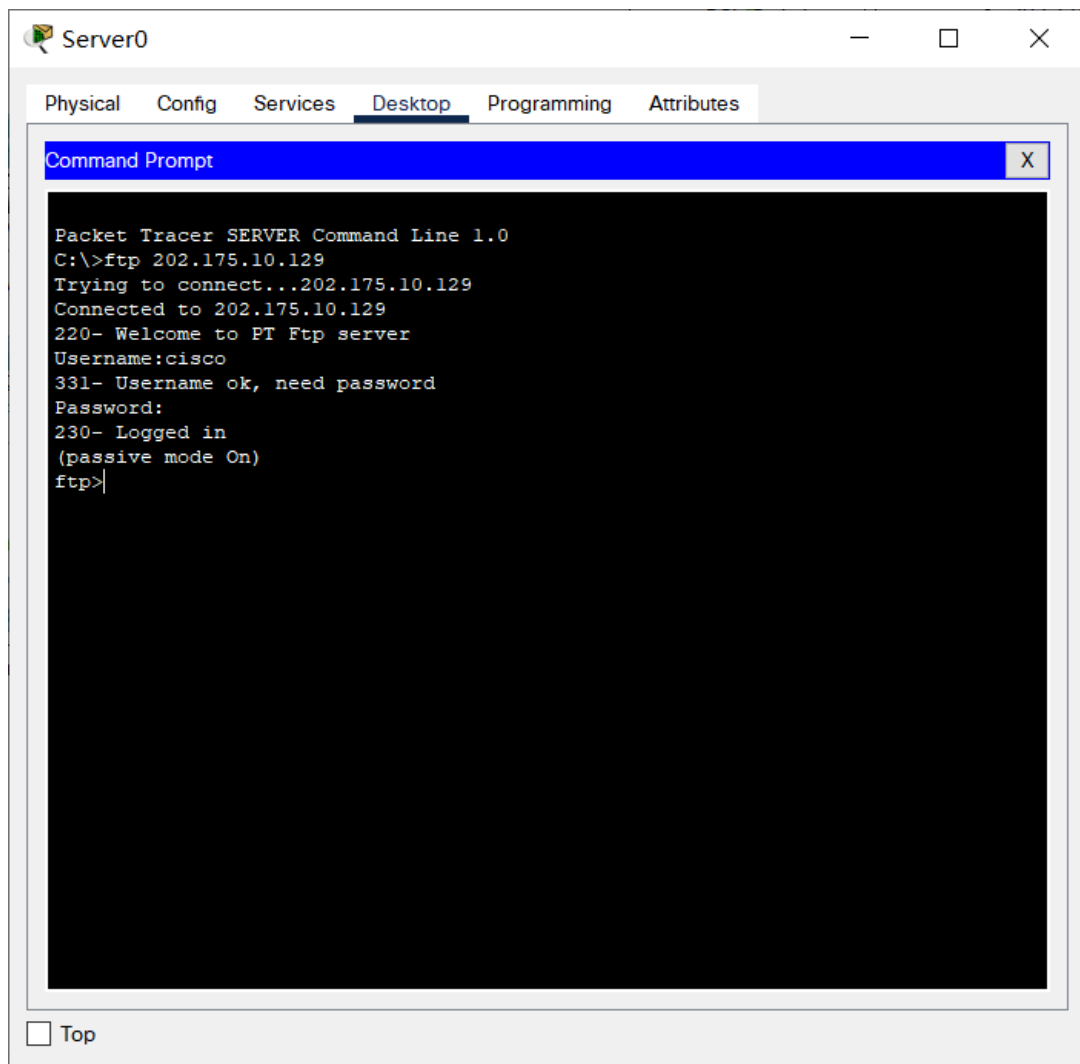 Server0
Physical Config Services Desktop Programming Attributes
Command Prompt
X
Packet Tracer SERVER Command Line 1.0
C:\>ftp 202.175.10.129
Trying to connect...202.175.10.129
Connected to 202.175.10.129
220- Welcome to PT Ftp server
Username:cisco
331- Username ok, need password
Password:
230- Logged in
(passive mode On)
ftp>
Top